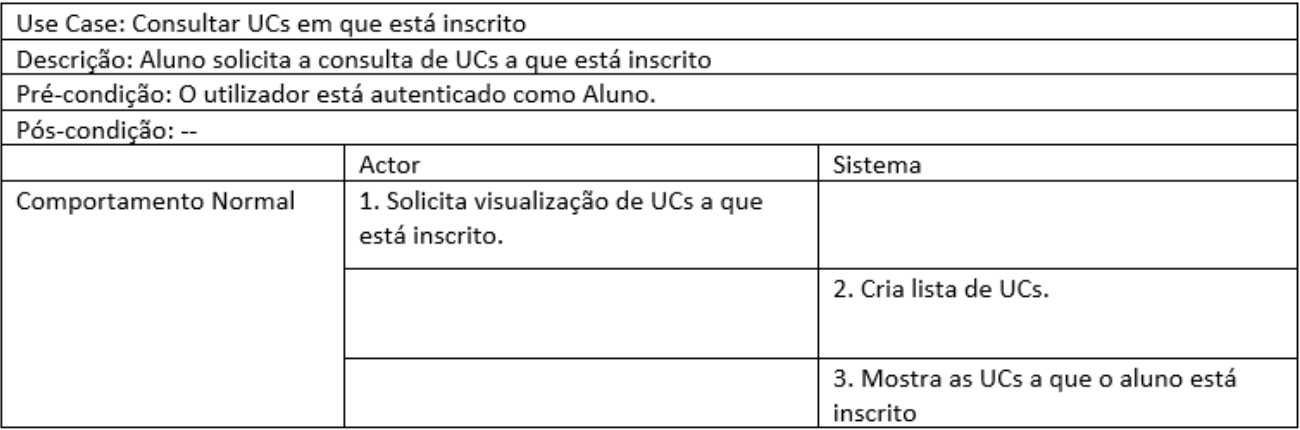 Use Case: Consultar UCs em que está inscrito
Descrição: Aluno solicita a consulta de UCs a que está inscrito
Pré-condição: O utilizador está autenticado como Aluno.
Pós-condição: --
Actor
Sistema
Comportamento Normal
1. Solicita visualização de UCs a que
está inscrito.
2. Cria lista de UCs.
3. Mostra as UCs a que o aluno está
inscrito